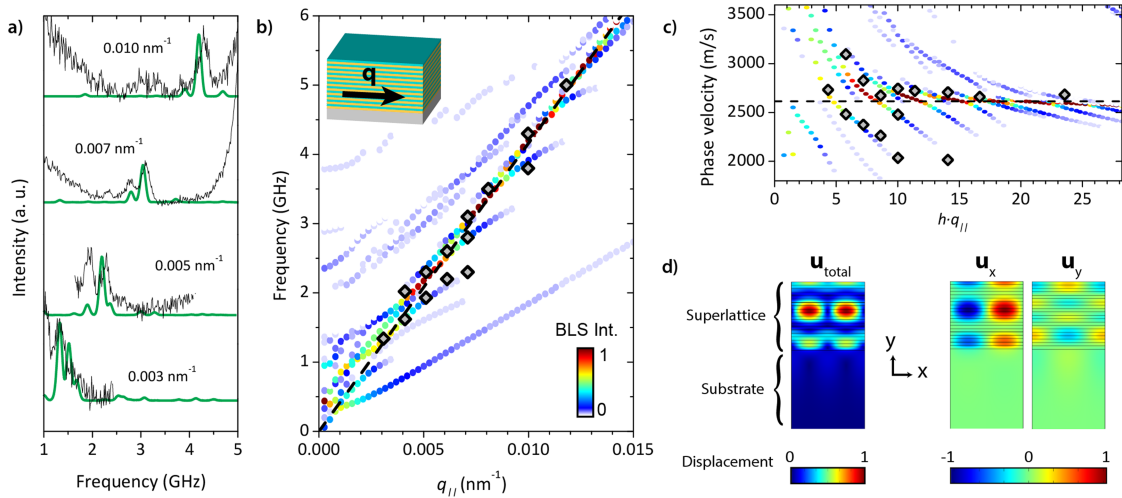 a)
Intensity (a. u.)
0.010 nm⁻¹
0.007 nm⁻¹
0.005 nm⁻¹
0.003 nm⁻¹
1 2 3 4 5
Frequency (GHz)
b)
Frequency (GHz)
6
5
4
3
2
1
0
q
BLS Int.
1
0
0.000 0.005 0.010 0.015
q// (nm⁻¹)
c)
Phase velocity (m/s)
3500
3000
2500
2000
0 5 10 15 20 25
h·q//
d)
u total
u x u y
Superlattice
Substrate
y
x
Displacement
0 1
-1 0 1